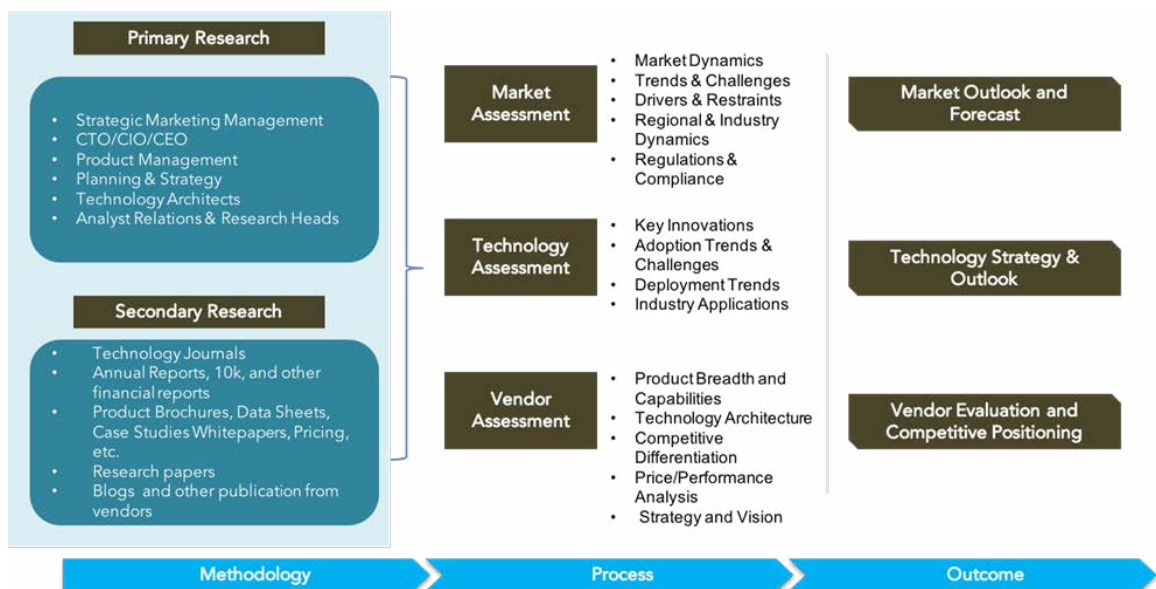 Primary Research
• Strategic Marketing Management
• CTO/CIO/CEO
• Product Management
• Planning & Strategy
• Technology Architects
• Analyst Relations & Research Heads
Secondary Research
• Technology Journals
• Annual Reports, 10k, and other
financial reports
• Product Brochures, Data Sheets,
Case Studies Whitepapers, Pricing,
etc.
• Research papers
• Blogs and other publication from
vendors
Market
Assessment
• Market Dynamics
• Trends & Challenges
• Drivers & Restraints
• Regional & Industry
Dynamics
• Regulations &
Compliance
Technology
Assessment
• Key Innovations
• Adoption Trends &
Challenges
• Deployment Trends
• Industry Applications
Vendor
Assessment
• Product Breadth and
Capabilities
• Technology Architecture
• Competitive
Differentiation
• Price/Performance
Analysis
• Strategy and Vision
Market Outlook and
Forecast
Technology Strategy &
Outlook
Vendor Evaluation and
Competitive Positioning
Methodology
Process
Outcome